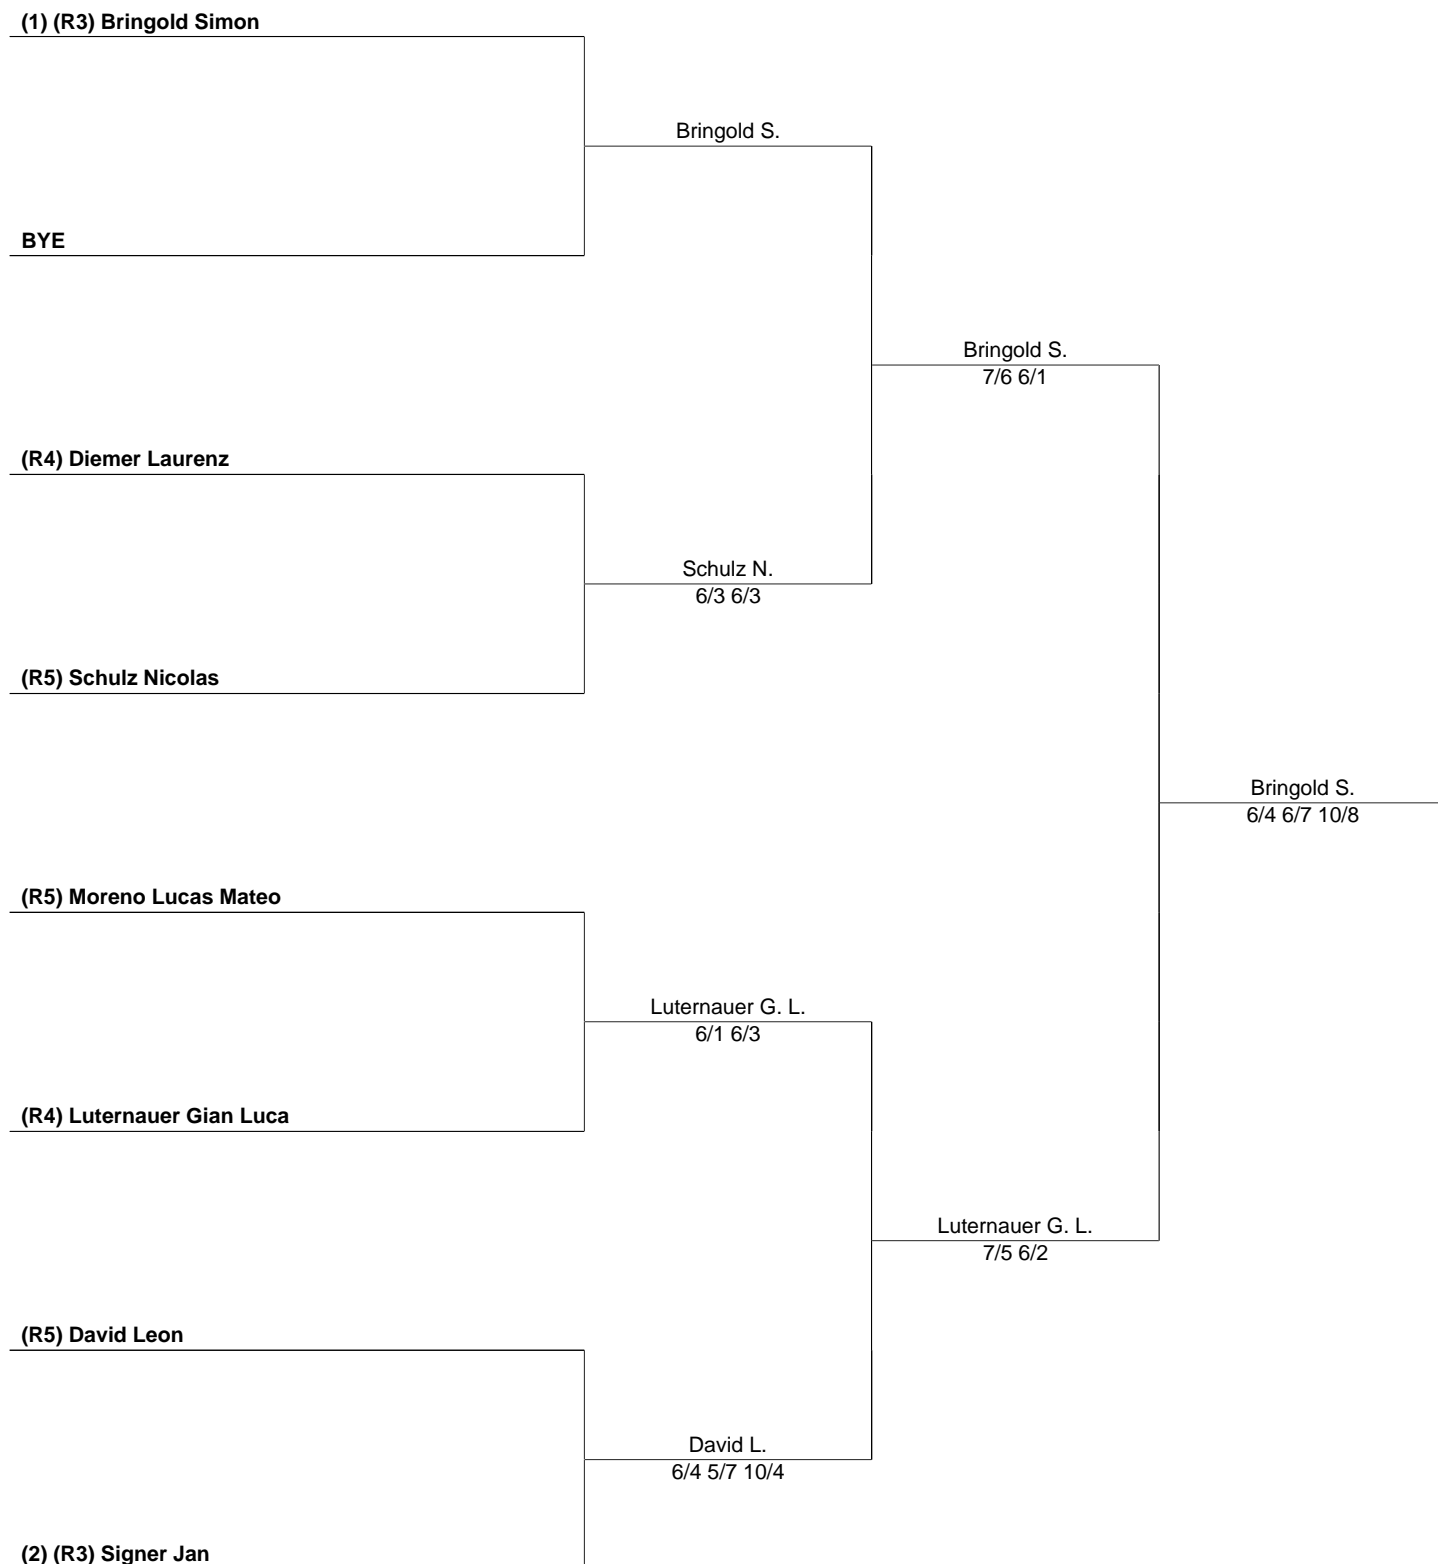 (1) (R3) Bringold Simon
Bringold S.
BYE
Bringold S.
7/6 6/1
(R4) Diemer Laurenz
Schulz N.
6/3 6/3
(R5) Schulz Nicolas
Bringold S.
6/4 6/7 10/8
(R5) Moreno Lucas Mateo
Luternauer G. L.
6/1 6/3
(R4) Luternauer Gian Luca
Luternauer G. L.
7/5 6/2
(R5) David Leon
David L.
6/4 5/7 10/4
(2) (R3) Signer Jan